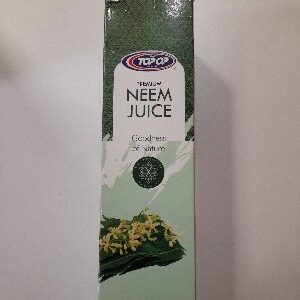 TOP OP
PREMIUM
NEEM
JUICE
Goodness
of Nature